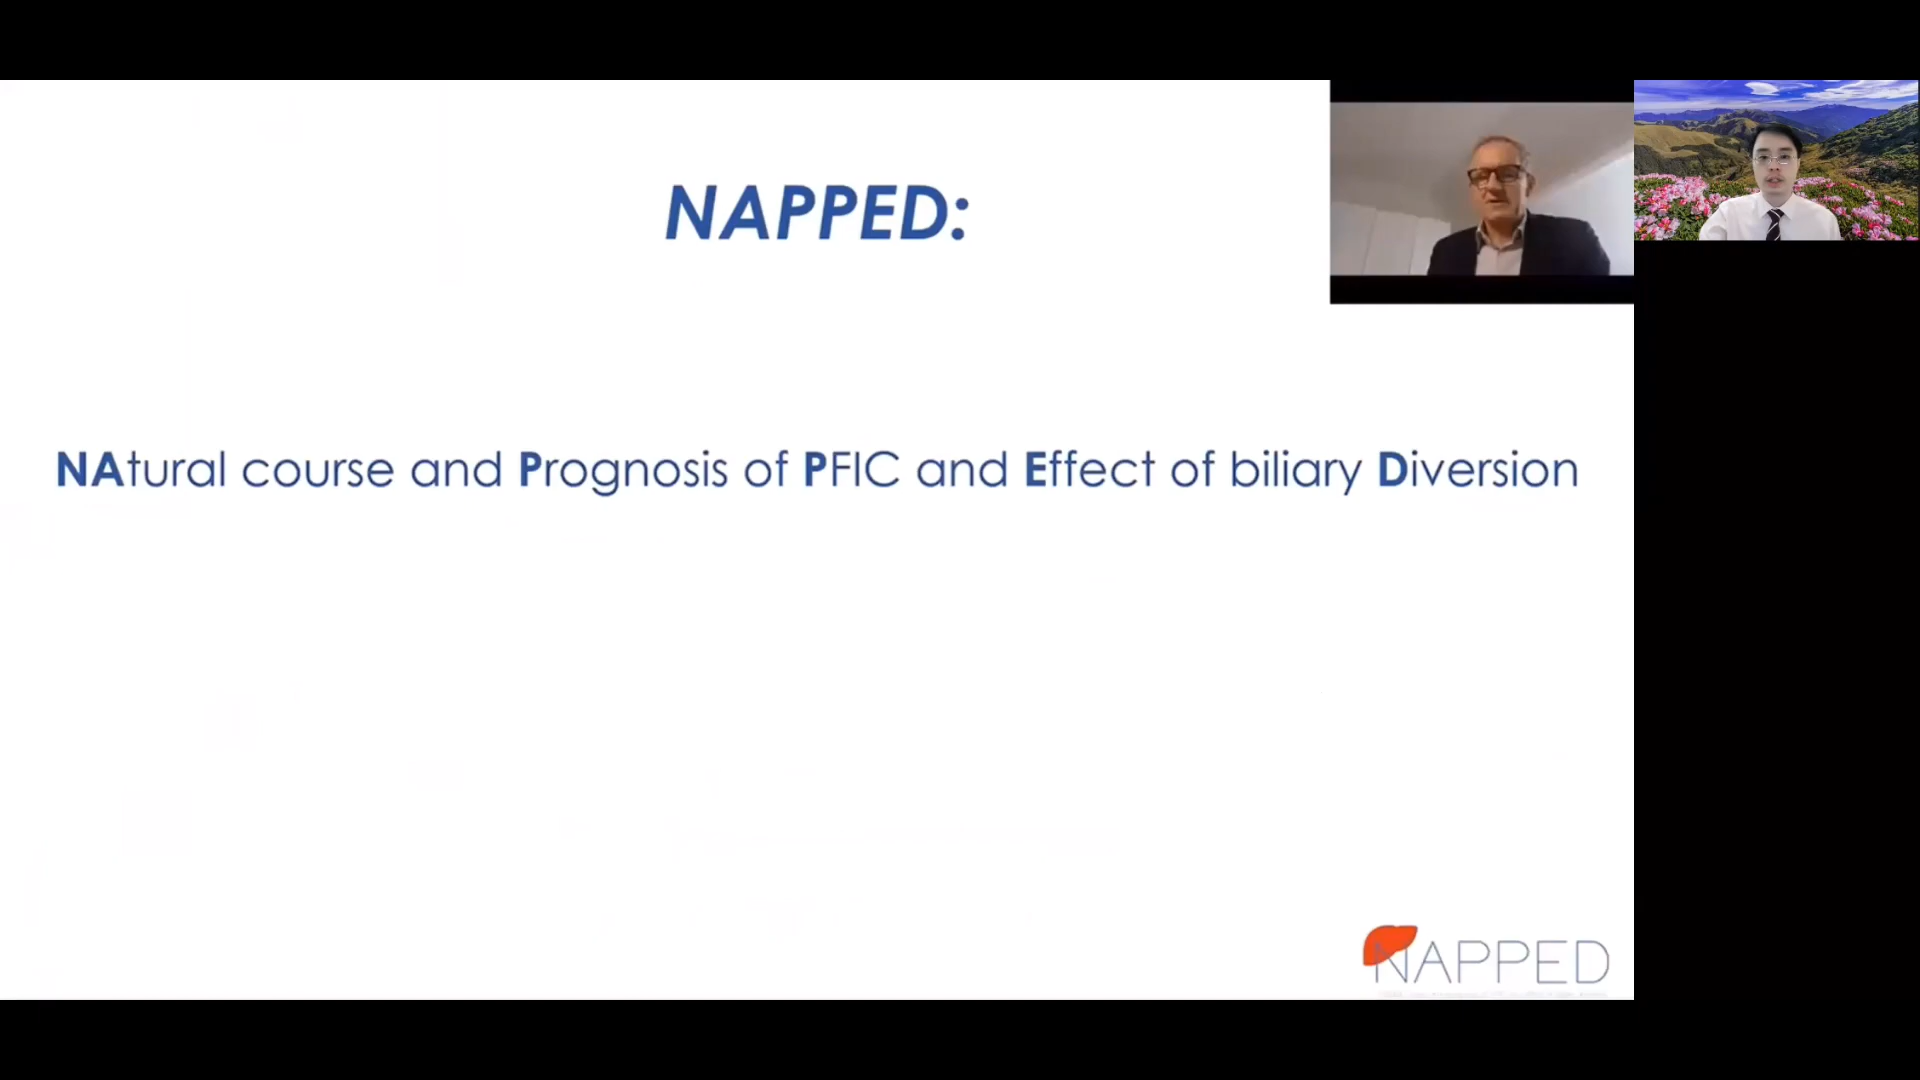 NAPPED:
NAtural course and Prognosis of PFIC and Effect of biliary Diversion
NAPPED